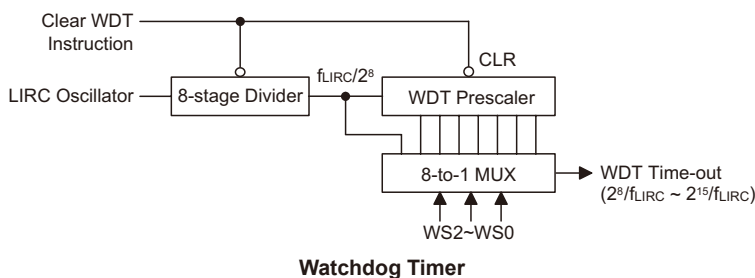 Clear WDT
Instruction
CLR
fLIRC/2⁸
LIRC Oscillator
8-stage Divider
WDT Prescaler
8-to-1 MUX
WDT Time-out
(2⁸/fLIRC ~ 2¹⁵/fLIRC)
WS2~WS0
Watchdog Timer